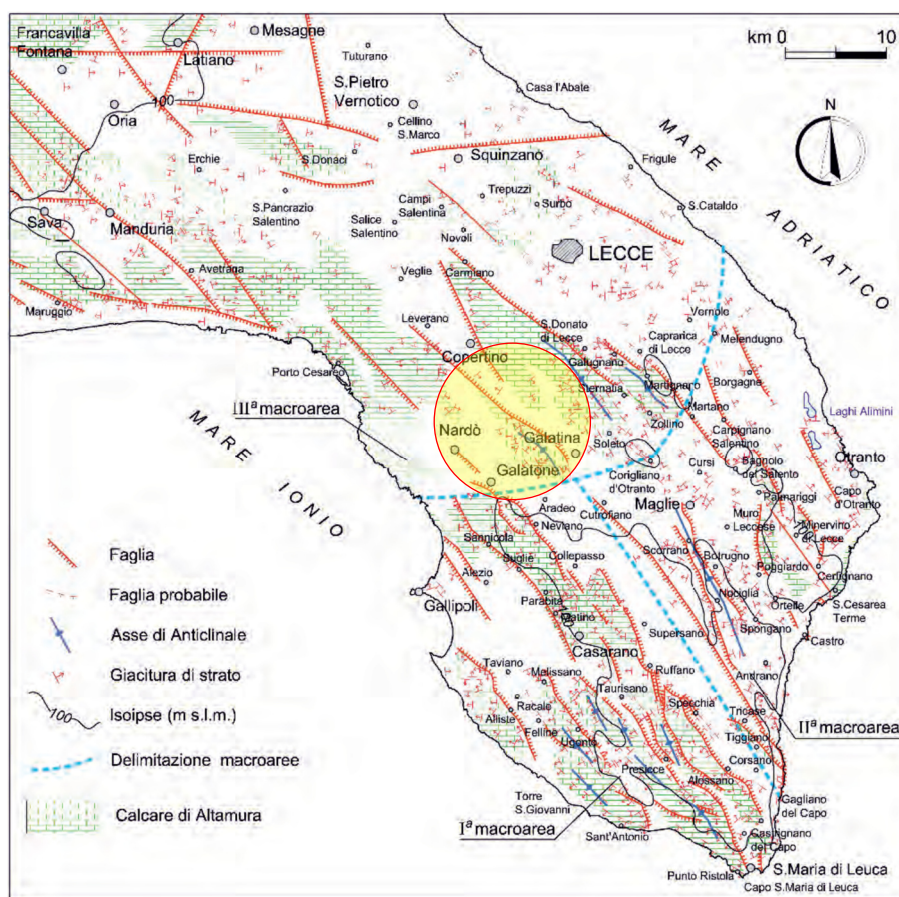 Francavilla
Fontana
Mesagne
Latiano
Tuturano
km 0
10
100
S.Pietro
Vernotico
Casa l'Abate
Oria
Cellino
S.Marco
N
MARE
ADRIATICO
Erchie
S.Donaci
Squinzano
Frigule
S.Pancrazio
Salentino
Campi
Salentina
Trepuzzi
Surbo
S.Cataldo
Sava
Manduria
Salice
Salentino
Novoli
LECCE
Avetrana
Veglie
Carmiano
Maruggio
Leverano
S.Donato
di Lecce
Caprarica
di Lecce
Vernole
Melendugno
Copertino
Galugnano
Porto Cesareo
Sternatia
Martignano
Borgagne
IIIª macroarea
Martano
Laghi Alimini
MARE
IONIO
Nardò
Galatina
Soleto
Zollino
Carpignano
Salentino
Otranto
Galatone
Corigliano
d'Otranto
Cursi
Bagnolo
del Salento
Palmariggi
Capo
d'Otranto
Aradeo
Neviano
Cutrofiano
Maglie
Muro
Leccese
Minervino
di Lecce
100
Faglia
Sannicola
Collepasso
Scorrano
Botrugno
Poggiardo
Cerfignano
Faglia probabile
Alezio
Gallipoli
Parabita
Matino
100
Nociglia
Ortelle
S.Cesarea
Terme
Asse di Anticlinale
Supersano
Spongano
Castro
Casarano
Giacitura di strato
Taviano
Melissano
Ruffano
Andrano
100
Isoipse (m s.l.m.)
Racale
Alliste
Felline
Taurisano
Specchia
Tricase
IIª macroarea
Ugento
Tiggiano
Delimitazione macroaree
Presicce
Alessano
Corsano
Calcare di Altamura
Torre
S.Giovanni
Gagliano
del Capo
Iª macroarea
Sant'Antonio
Castrignano
del Capo
Punto Ristola
S.Maria di Leuca
Capo S.Maria di Leuca